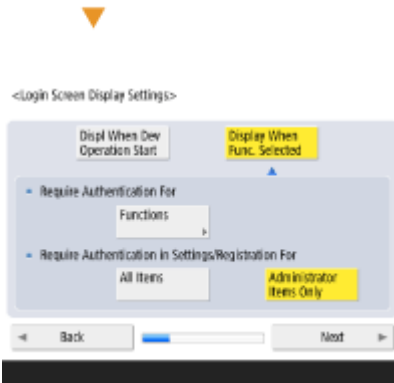 <Login Screen Display Settings>
Displ When Dev
Operation Start
Display When
Func. Selected
Require Authentication For
Functions
Require Authentication in Settings/Registration For
All Items
Administrator
Items Only
Back
Next